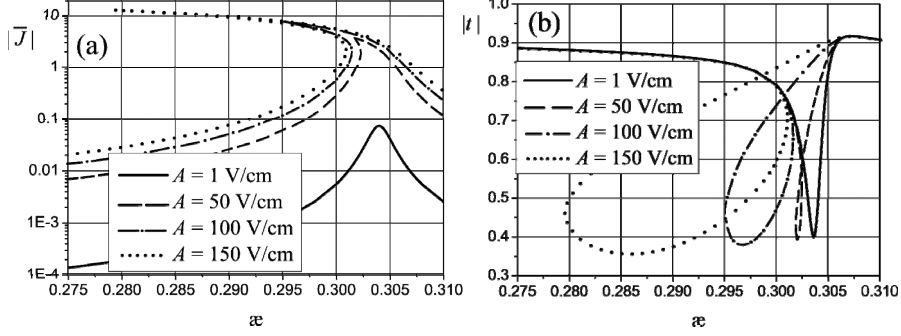 |J̅|
(a)
10
1
0.1
0.01
1E-3
1E-4
0.275 0.280 0.285 0.290 0.295 0.300 0.305 0.310
æ
A = 1 V/cm
A = 50 V/cm
A = 100 V/cm
A = 150 V/cm
|t|
(b)
0.9
0.8
0.7
0.6
0.5
0.4
0.3
0.275 0.280 0.285 0.290 0.295 0.300 0.305 0.310
æ
A = 1 V/cm
A = 50 V/cm
A = 100 V/cm
A = 150 V/cm